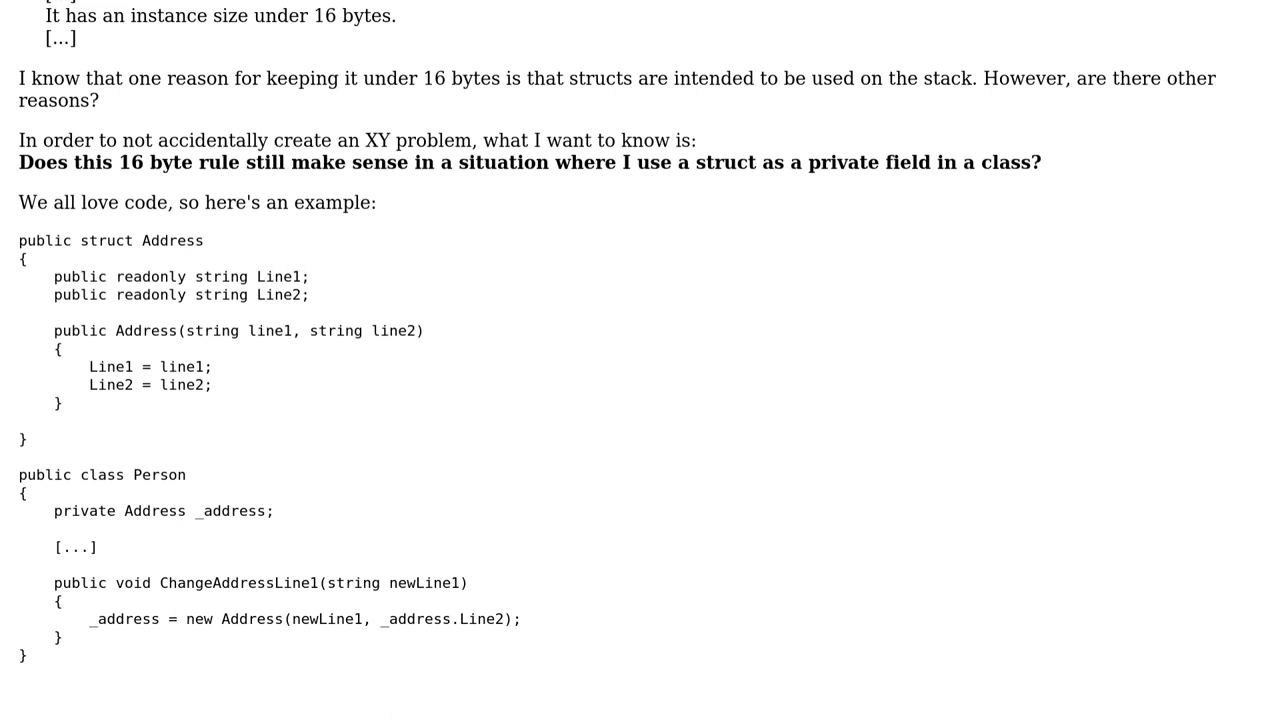 It has an instance size under 16 bytes.
[...]
I know that one reason for keeping it under 16 bytes is that structs are intended to be used on the stack. However, are there other
reasons?
In order to not accidentally create an XY problem, what I want to know is:
Does this 16 byte rule still make sense in a situation where I use a struct as a private field in a class?
We all love code, so here's an example:
public struct Address
{
    public readonly string Line1;
    public readonly string Line2;
    public Address(string line1, string line2)
    {
        Line1 = line1;
        Line2 = line2;
    }
}
public class Person
{
    private Address _address;
    [...]
    public void ChangeAddressLine1(string newLine1)
    {
        _address = new Address(newLine1, _address.Line2);
    }
}